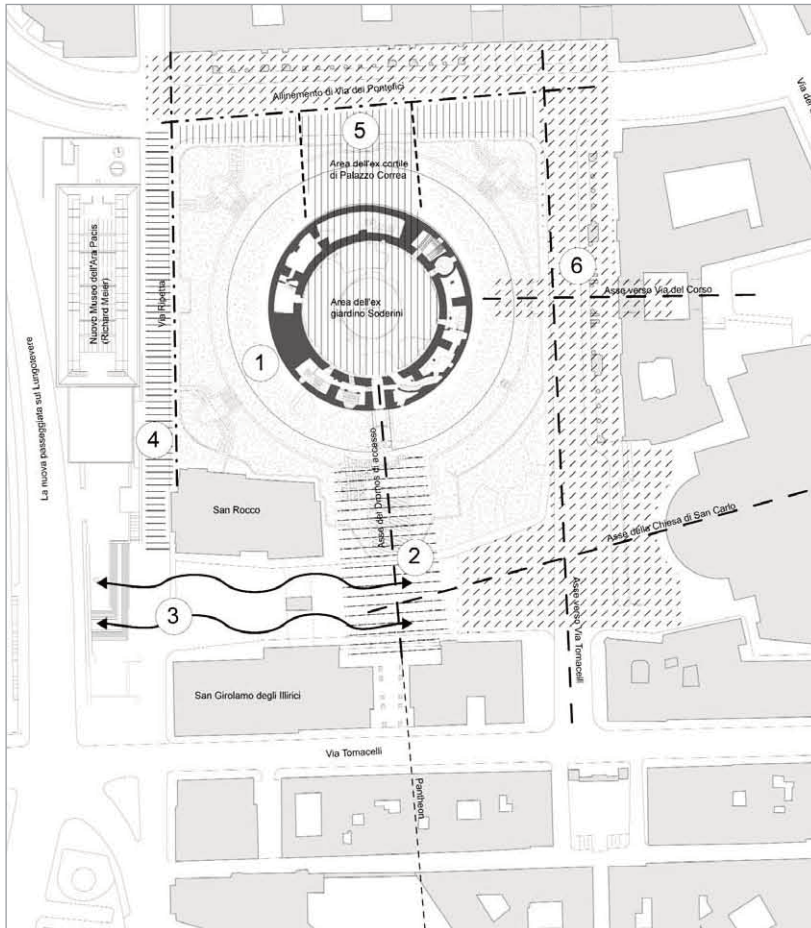 Allinemento di Via dei Pontefici
Via de
5
Area dell'ex cortile
di Palazzo Correa
6
Asse verso Via del Corso
Nuovo Museo dell'Ara Pacis
(Richard Meier)
Via Ripetta
Area dell'ex
giardino Soderini
1
La nuova passeggiata sul Lungotevere
4
Asse del Dromos di accesso
San Rocco
Asse della Chiesa di San Carlo
2
3
Asse verso Via Tomacelli
San Girolamo degli Illirici
Via Tomacelli
Pantheon